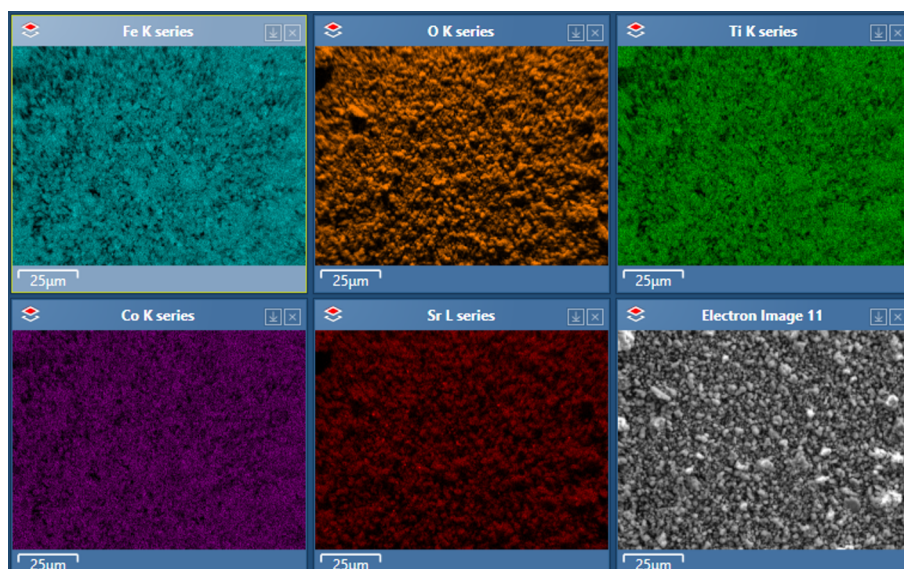 Fe K series
O K series
Ti K series
25µm
25µm
25µm
Co K series
Sr L series
Electron Image 11
25µm
25µm
25µm